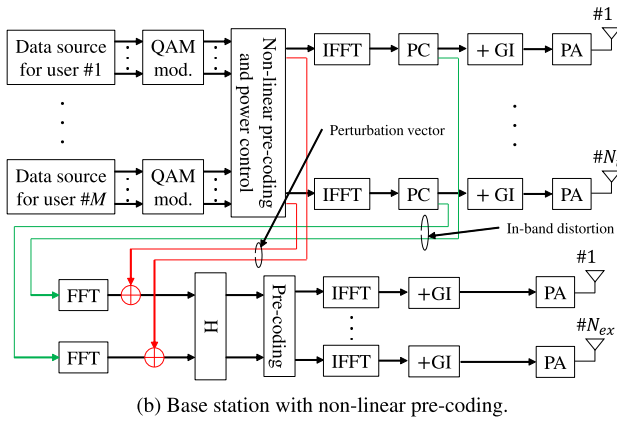 #1
Data source
for user #1
QAM
mod.
Non-linear pre-coding
and power control
IFFT
PC
+ GI
PA
Perturbation vector
Data source
for user #M
QAM
mod.
IFFT
PC
+ GI
PA
In-band distortion
#1
FFT
H
Pre-coding
IFFT
+GI
PA
#Nex
FFT
IFFT
+GI
PA
(b) Base station with non-linear pre-coding.